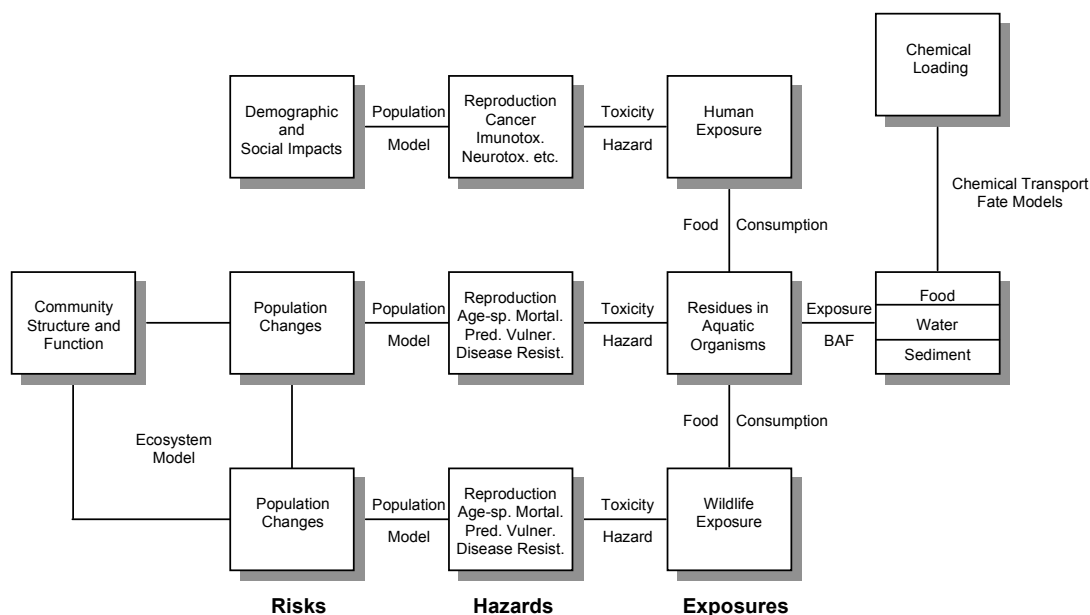 Chemical
Loading
Demographic
and
Social Impacts
Population
Model
Reproduction
Cancer
Imunotox.
Neurotox. etc.
Toxicity
Hazard
Human
Exposure
Chemical Transport
Fate Models
Food Consumption
Community
Structure and
Function
Population
Changes
Population
Model
Reproduction
Age-sp. Mortal.
Pred. Vulner.
Disease Resist.
Toxicity
Hazard
Residues in
Aquatic
Organisms
Exposure
BAF
Food
Water
Sediment
Food Consumption
Ecosystem
Model
Population
Changes
Population
Model
Reproduction
Age-sp. Mortal.
Pred. Vulner.
Disease Resist.
Toxicity
Hazard
Wildlife
Exposure
Risks Hazards Exposures